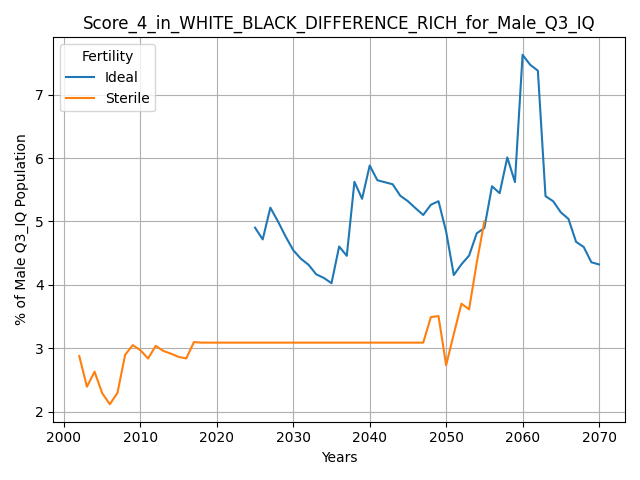 Score_4_in_WHITE_BLACK_DIFFERENCE_RICH_for_Male_Q3_IQ
Fertility
Ideal
Sterile
% of Male Q3_IQ Population
7
6
5
4
3
2
2000 2010 2020 2030 2040 2050 2060 2070
Years